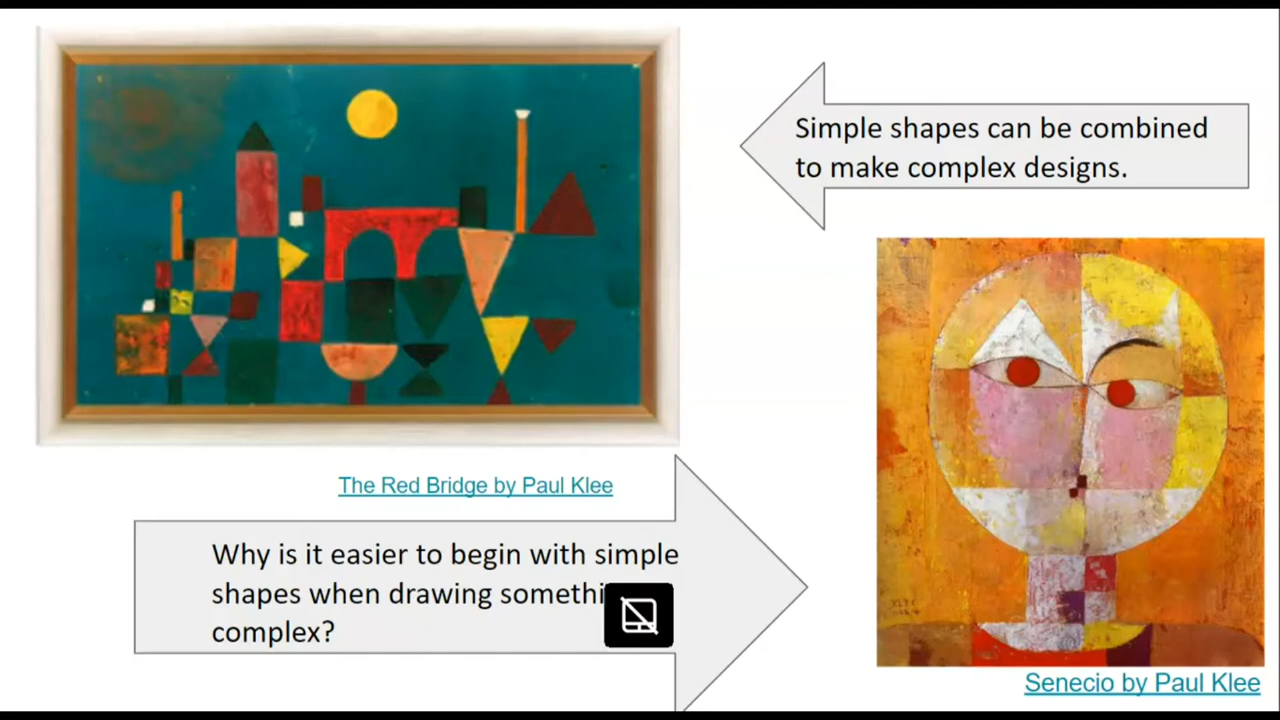 Simple shapes can be combined
to make complex designs.
The Red Bridge by Paul Klee
Why is it easier to begin with simple
shapes when drawing somethi
complex?
Senecio by Paul Klee